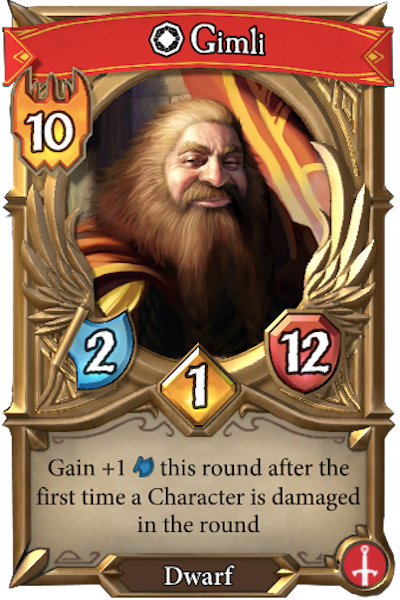 Gimli
10
2
1
12
Gain +1 this round after the
first time a Character is damaged
in the round
Dwarf